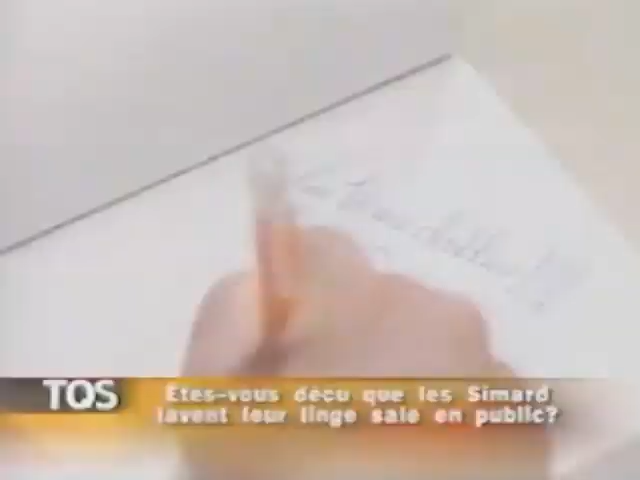 TQS
Êtes-vous déçu que les Simard
lavent leur linge sale en public?